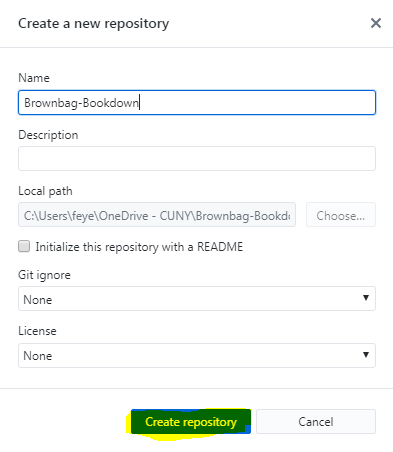 Create a new repository
Name
Brownbag-Bookdown
Description
Local path
C:\Users\feye\OneDrive - CUNY\Brownbag-Bookd
Choose...
Initialize this repository with a README
Git ignore
None
License
None
Create repository
Cancel